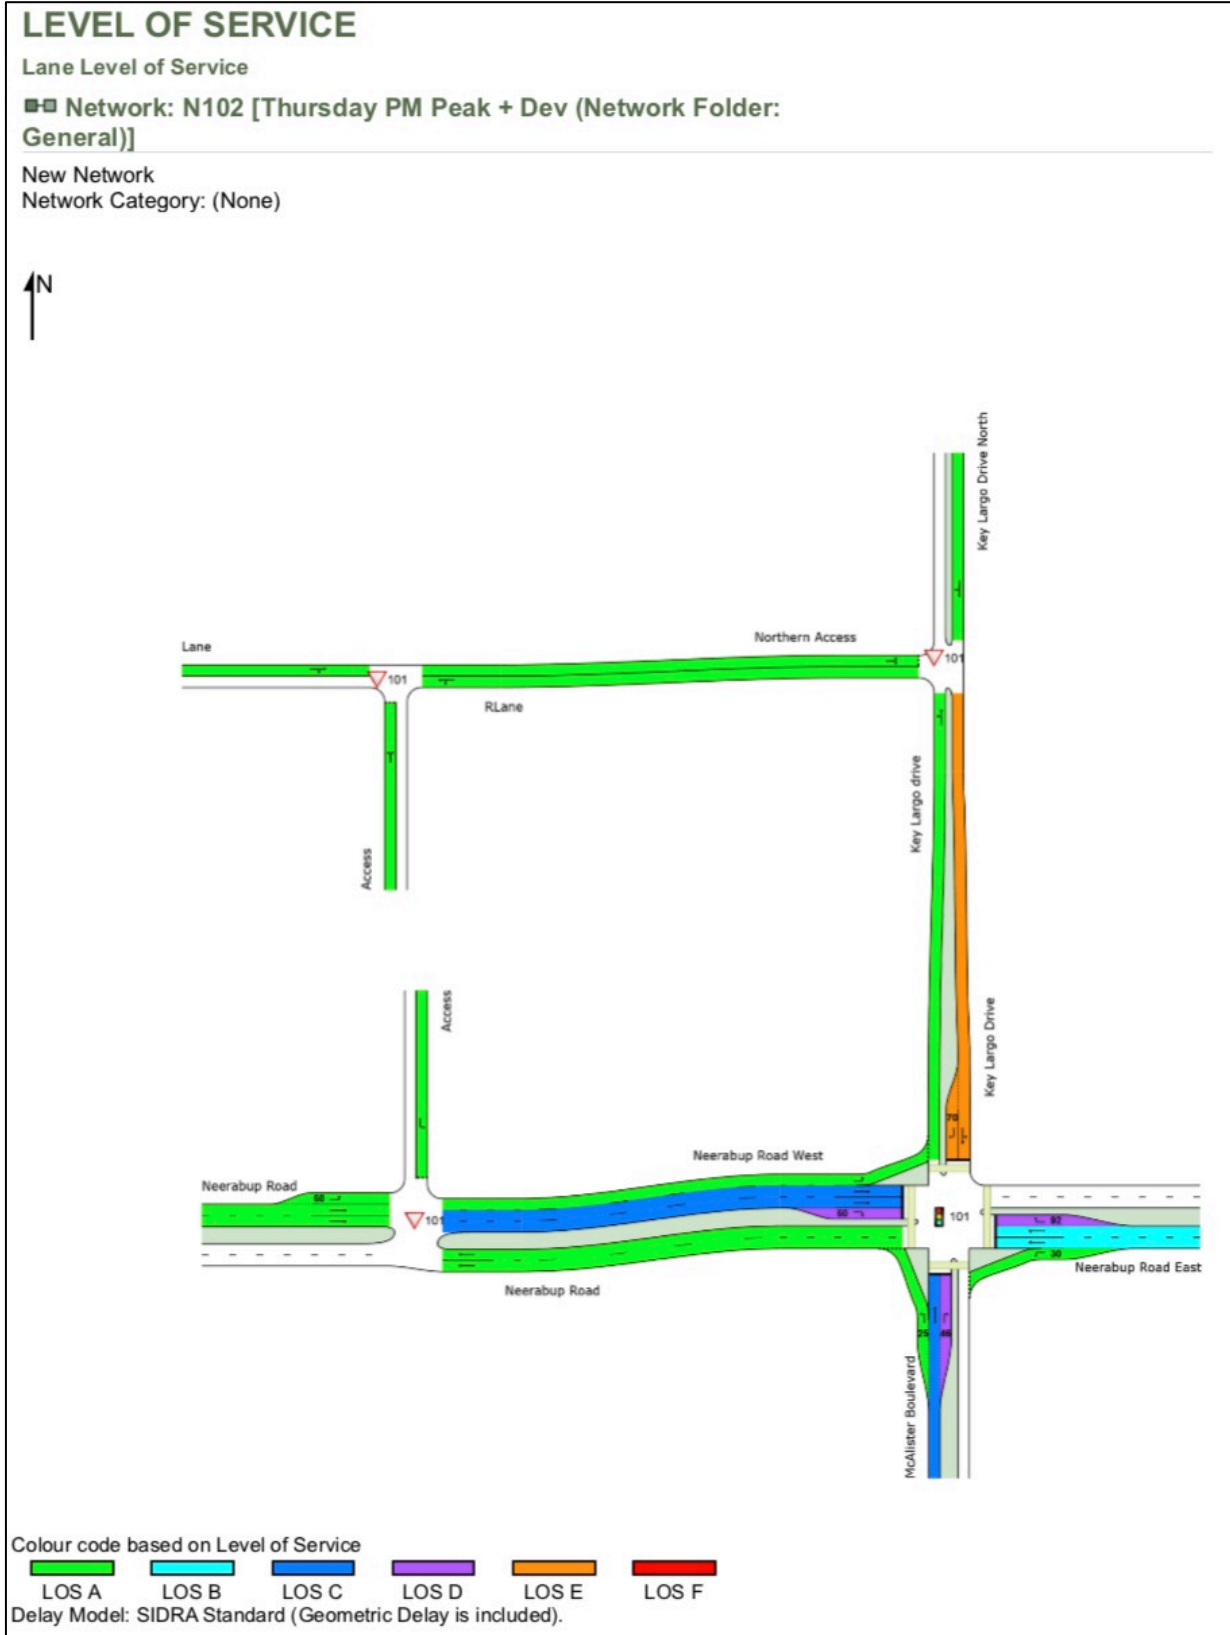 LEVEL OF SERVICE
Lane Level of Service
Network: N102 [Thursday PM Peak + Dev (Network Folder:
General)]
New Network
Network Category: (None)
N
Key Largo Drive North
Lane
Northern Access
101
101
RLane
Key Largo drive
Access
Access
Key Largo Drive
70
Neerabup Road West
Neerabup Road
60
101
60
101
92
30
Neerabup Road East
Neerabup Road
25
46
McAlister Boulevard
Colour code based on Level of Service
LOS A LOS B LOS C LOS D LOS E LOS F
Delay Model: SIDRA Standard (Geometric Delay is included).